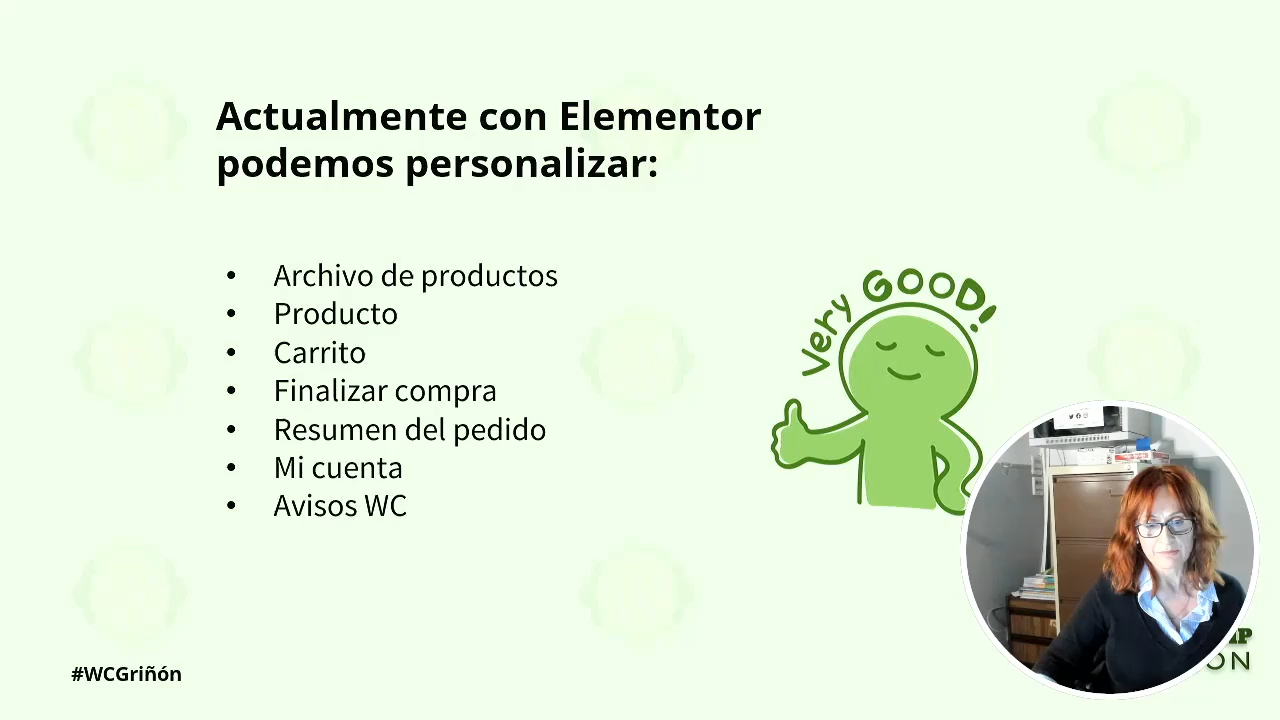 Actualmente con Elementor
podemos personalizar:
• Archivo de productos
• Producto
• Carrito
• Finalizar compra
• Resumen del pedido
• Mi cuenta
• Avisos WC
Very GOOD!
#WCGriñón